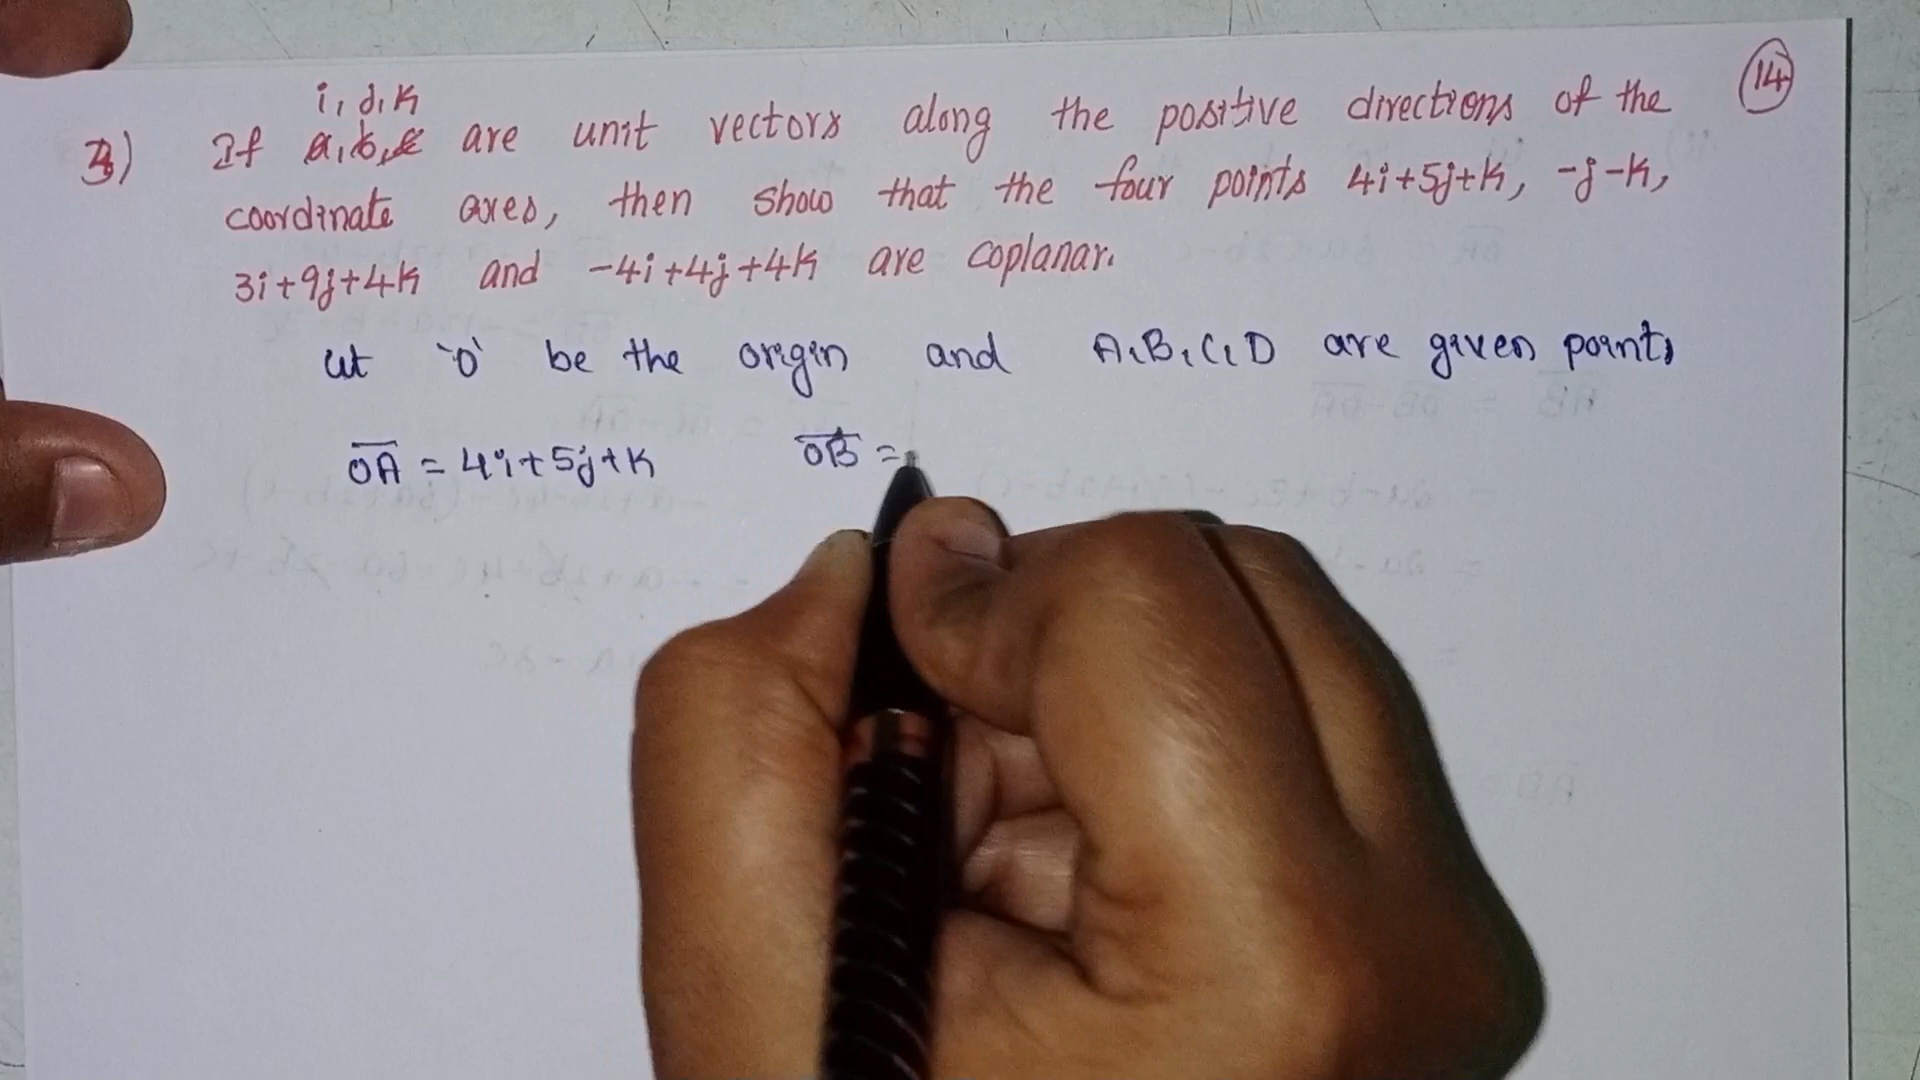 14
i, j, k
3) If a, b, c are unit vectors along the positive directions of the
coordinate axes, then show that the four points 4i+5j+k, -j-k,
3i+9j+4k and -4i+4j+4k are coplanar.
let 'O' be the origin and A, B, C, D are given points
OA = 4i+5j+k OB =